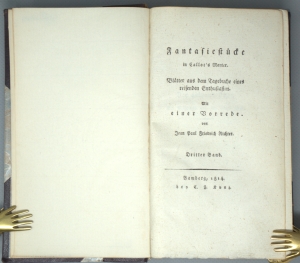 Fantasiestücke
in Callot's Manier.
Blätter aus dem Tagebuche eines
reisenden Enthusiasten.
Mit
einer Vorrede
von
Jean Paul Friedrich Richter.
Dritter Band.
Bamberg, 1814.
bey C. F. Kunz.